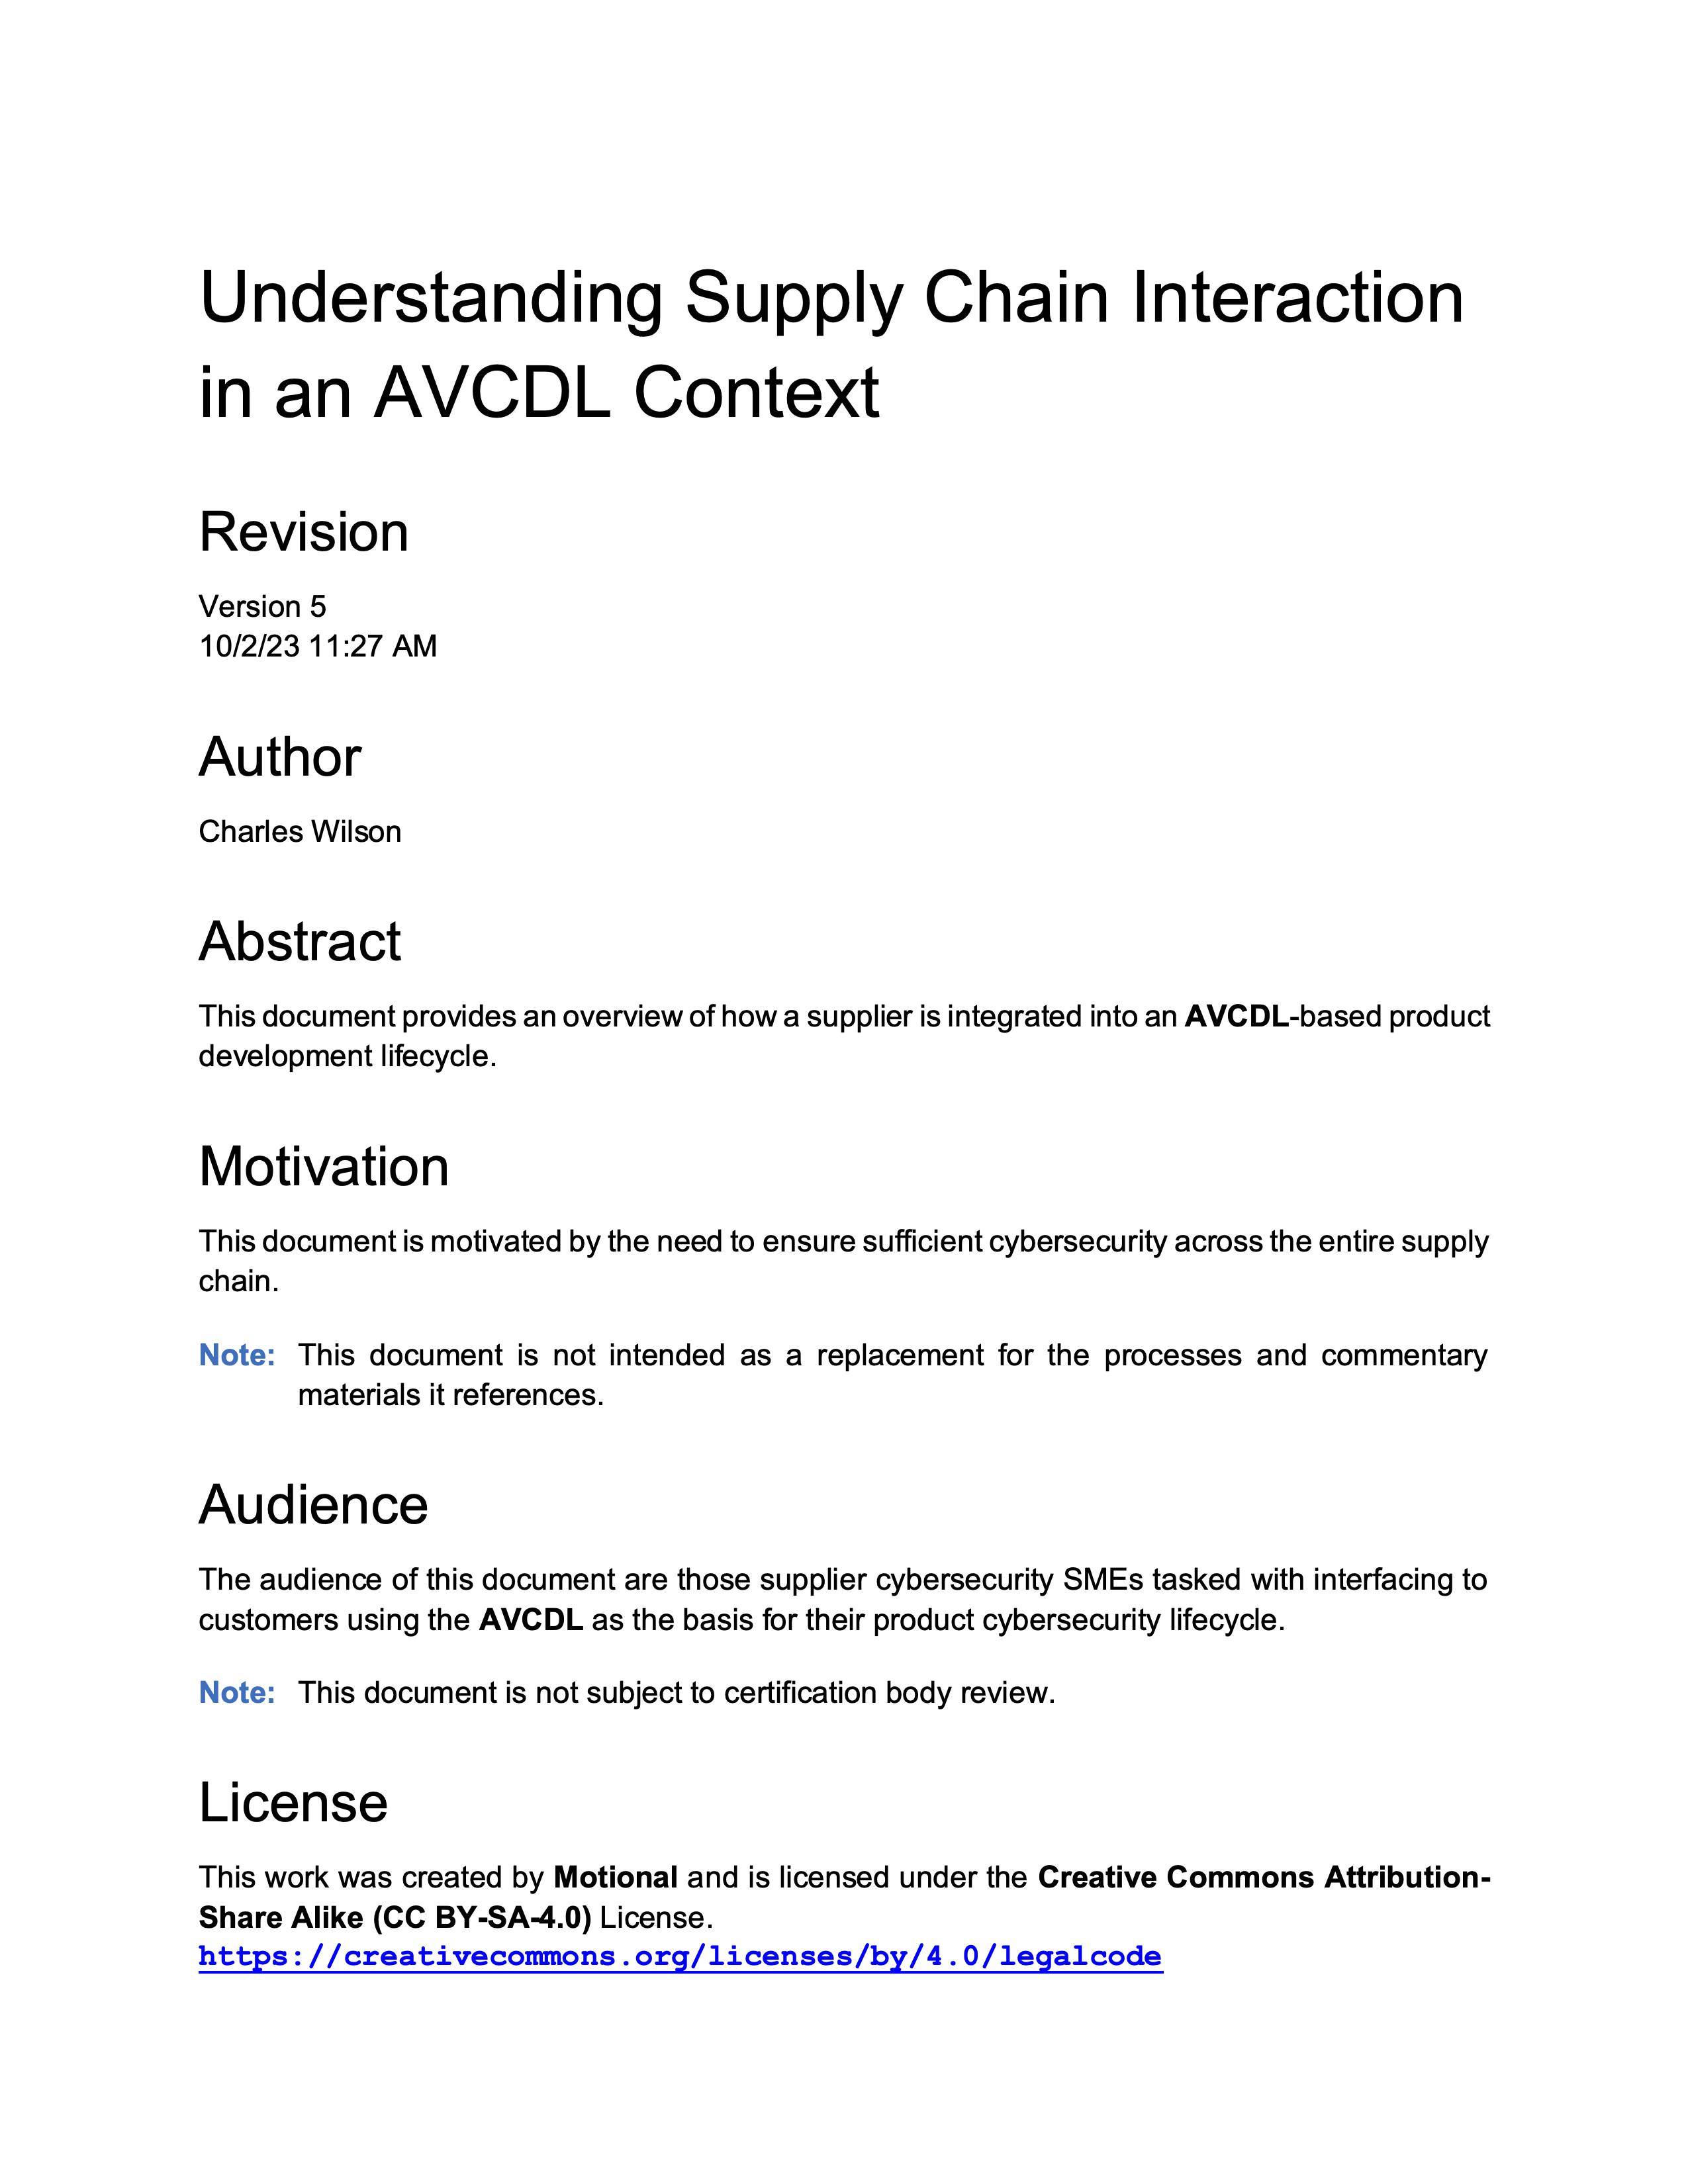 Understanding Supply Chain Interaction
in an AVCDL Context
Revision
Version 5
10/2/23 11:27 AM
Author
Charles Wilson
Abstract
This document provides an overview of how a supplier is integrated into an AVCDL-based product
development lifecycle.
Motivation
This document is motivated by the need to ensure sufficient cybersecurity across the entire supply
chain.
Note: This document is not intended as a replacement for the processes and commentary
materials it references.
Audience
The audience of this document are those supplier cybersecurity SMEs tasked with interfacing to
customers using the AVCDL as the basis for their product cybersecurity lifecycle.
Note: This document is not subject to certification body review.
License
This work was created by Motional and is licensed under the Creative Commons Attribution-
Share Alike (CC BY-SA-4.0) License.
https://creativecommons.org/licenses/by/4.0/legalcode